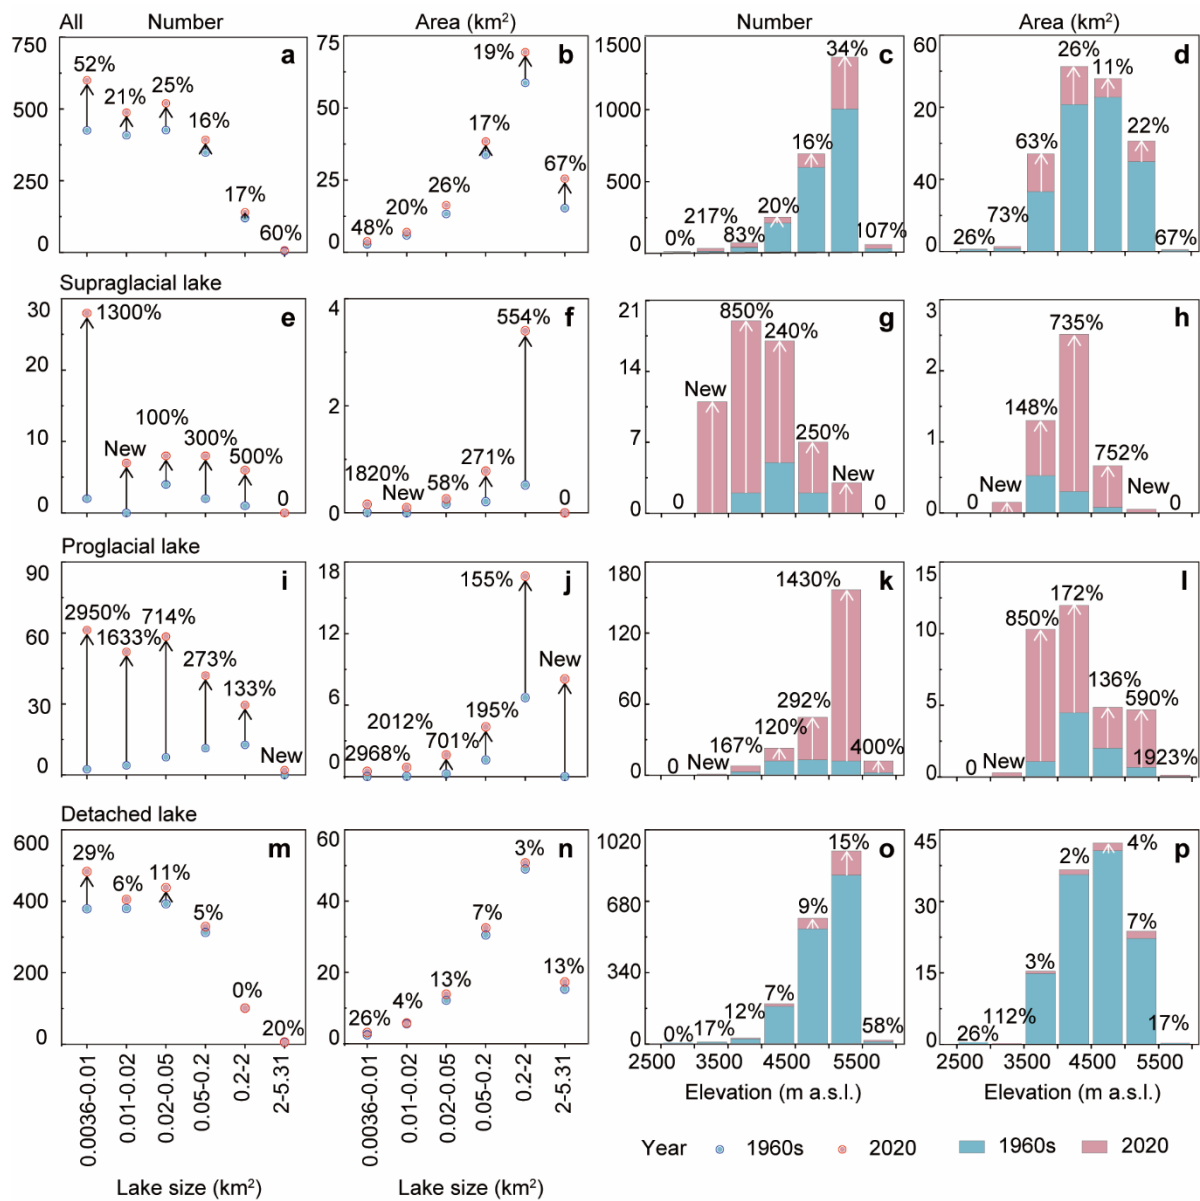 All Number Area (km²) Number Area (km²)
750 500 250 0
52% 21% 25% 16% 17% 60%
a
75 50 25 0
48% 20% 26% 17% 19% 67%
b
1500 1000 500 0
0% 217% 83% 20% 16% 34% 107%
c
60 20 40 0
26% 73% 63% 26% 11% 22% 67%
d
Supraglacial lake
30 20 10 0
1300% New 100% 300% 500% 0
e
4 2 0
1820% New 58% 271% 554% 0
f
21 14 7 0
0 New 850% 240% 250% New 0
g
3 2 1 0
New 148% 735% 752% New 0
h
Proglacial lake
90 60 30 0
2950% 1633% 714% 273% 133% New
i
18 12 6 0
2968% 2012% 701% 195% 155% New
j
180 120 60 0
0 New 167% 120% 292% 1430% 400%
k
15 10 5 0
0 New 850% 172% 136% 590% 1923%
l
Detached lake
600 400 200 0
29% 6% 11% 5% 0% 20%
m
60 40 20 0
26% 4% 13% 7% 3% 13%
n
1020 680 340 0
0% 17% 12% 7% 9% 15% 58%
o
45 30 15 0
26% 112% 3% 2% 4% 7% 17%
p
0.0036-0.01 0.01-0.02 0.02-0.05 0.05-0.2 0.2-2 2-5.31
0.0036-0.01 0.01-0.02 0.02-0.05 0.05-0.2 0.2-2 2-5.31
2500 3500 4500 5500
2500 3500 4500 5500
Elevation (m a.s.l.) Elevation (m a.s.l.)
Year 1960s 2020 1960s 2020
Lake size (km²) Lake size (km²)